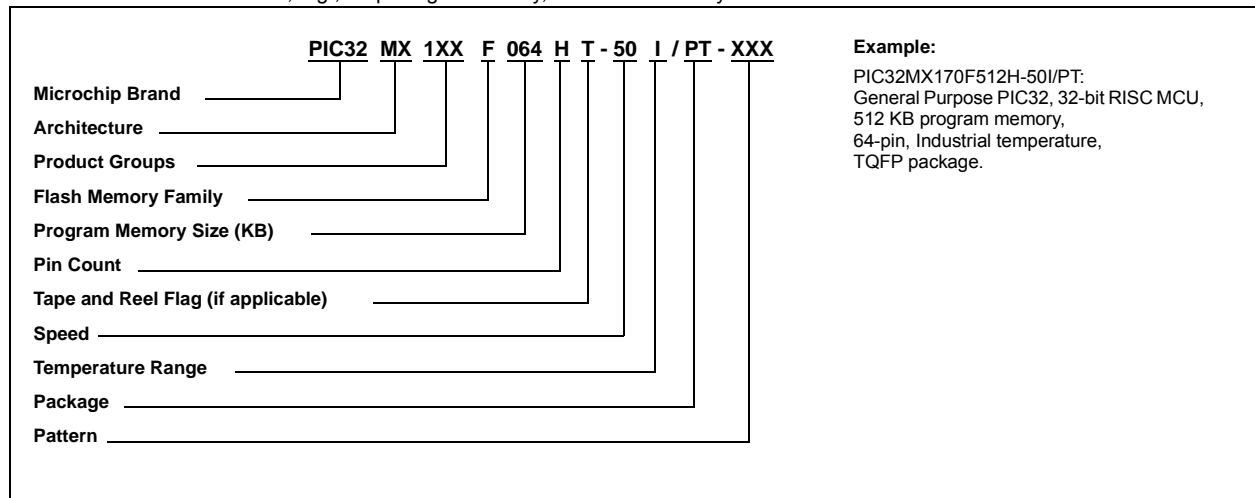 PIC32 MX 1XX F 064 H T - 50 I / PT - XXX
Microchip Brand
Architecture
Product Groups
Flash Memory Family
Program Memory Size (KB)
Pin Count
Tape and Reel Flag (if applicable)
Speed
Temperature Range
Package
Pattern
Example:
PIC32MX170F512H-50I/PT:
General Purpose PIC32, 32-bit RISC MCU,
512 KB program memory,
64-pin, Industrial temperature,
TQFP package.